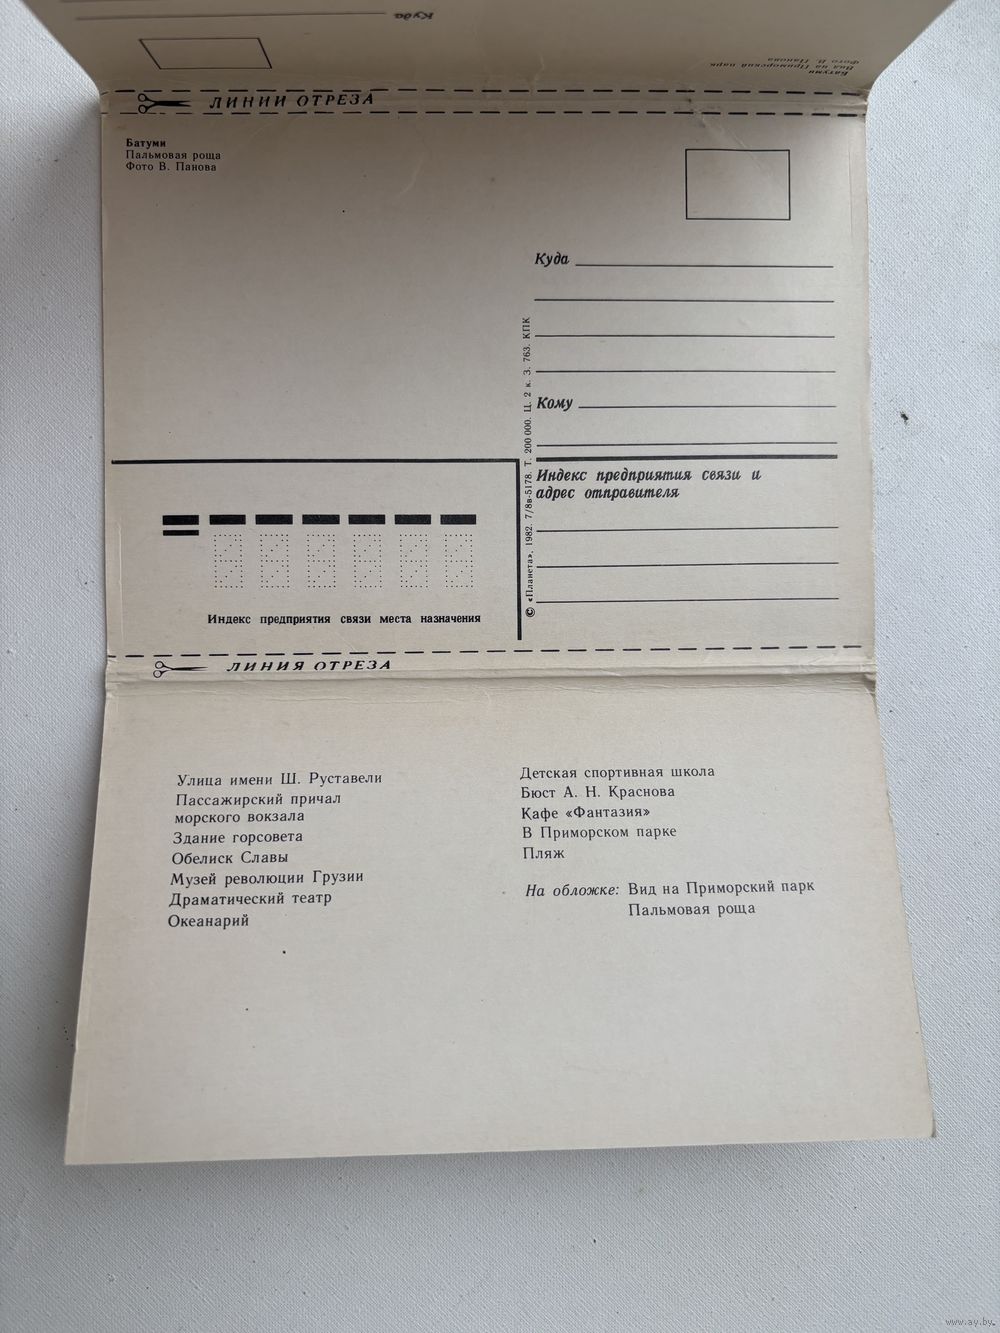 Куда
Батуми
Вид на Приморский парк
Фото В. Панова
ЛИНИИ ОТРЕЗА
Батуми
Пальмовая роща
Фото В. Панова
Куда
Кому
Индекс предприятия связи и
адрес отправителя
© «Планета», 1982. 7/8в-5178. Т. 200 000. Ц. 2 к. З. 763. КПК
Индекс предприятия связи места назначения
ЛИНИЯ ОТРЕЗА
Улица имени Ш. Руставели
Пассажирский причал
морского вокзала
Здание горсовета
Обелиск Славы
Музей революции Грузии
Драматический театр
Океанарий
Детская спортивная школа
Бюст А. Н. Краснова
Кафе «Фантазия»
В Приморском парке
Пляж
На обложке: Вид на Приморский парк
Пальмовая роща
www.ay.by